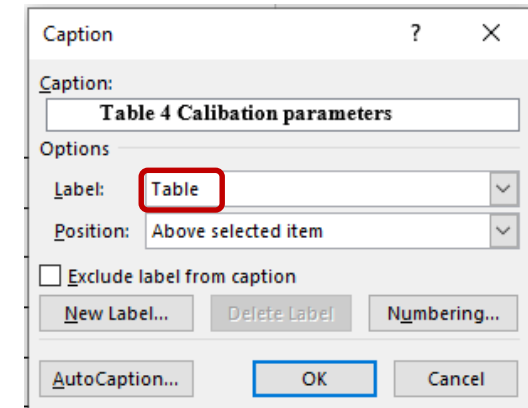 Caption ? ×
Caption:
Table 4 Calibation parameters
Options
Label: Table
Position: Above selected item
Exclude label from caption
New Label... Delete Label Numbering...
AutoCaption... OK Cancel